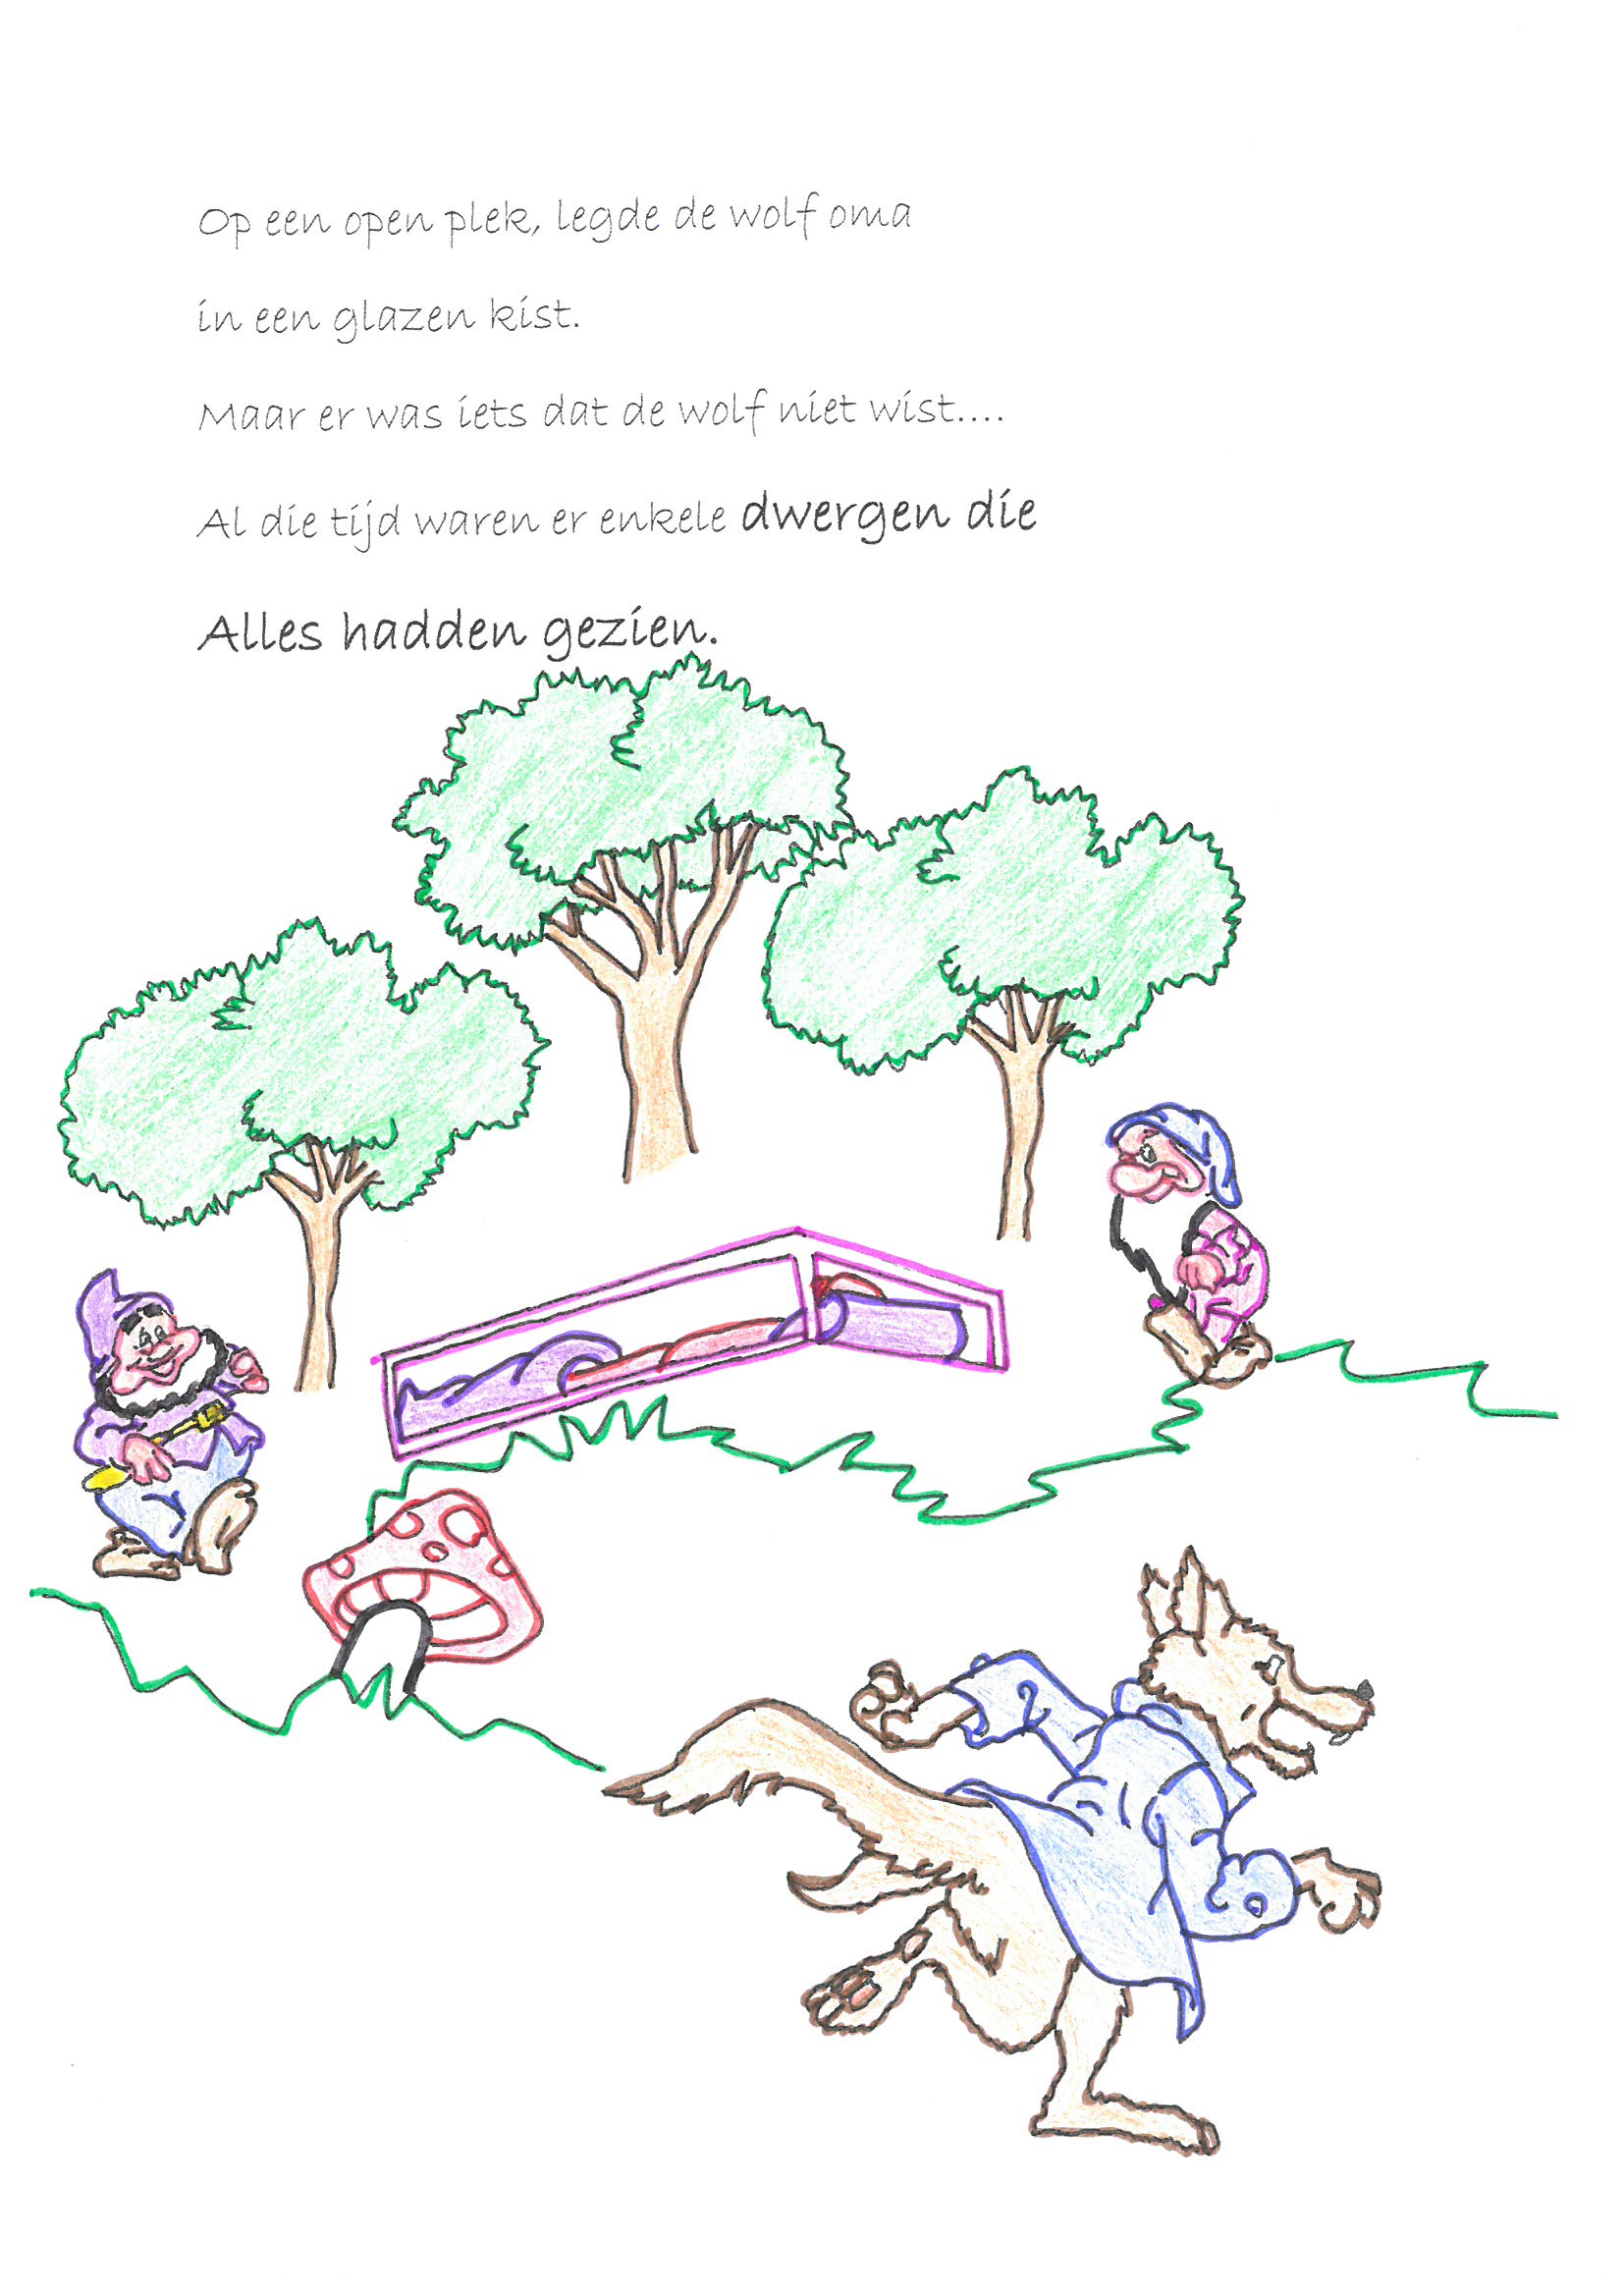 Op een open plek, legde de wolf oma
in een glazen kist.
Maar er was iets dat de wolf niet wist....
Al die tijd waren er enkele dwergen die
Alles hadden gezien.